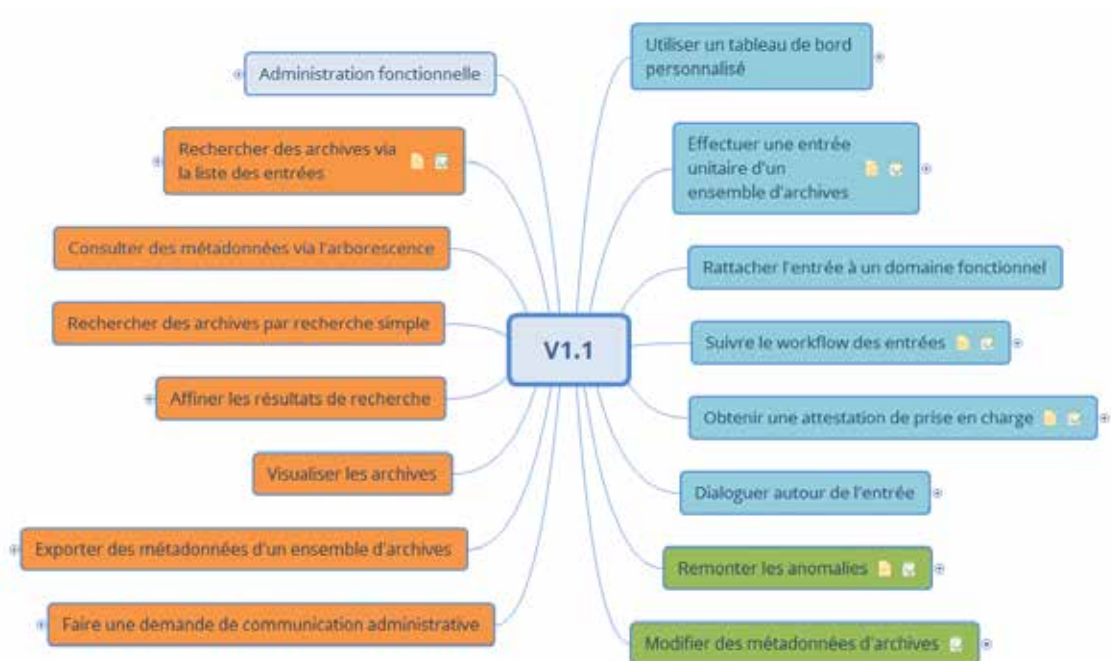 Administration fonctionnelle
Rechercher des archives via
la liste des entrées
Consulter des métadonnées via l'arborescence
Rechercher des archives par recherche simple
Affiner les résultats de recherche
Visualiser les archives
Exporter des métadonnées d'un ensemble d'archives
Faire une demande de communication administrative
V1.1
Utiliser un tableau de bord
personnalisé
Effectuer une entrée
unitaire d'un
ensemble d'archives
Rattacher l'entrée à un domaine fonctionnel
Suivre le workflow des entrées
Obtenir une attestation de prise en charge
Dialoguer autour de l'entrée
Remonter les anomalies
Modifier des métadonnées d'archives